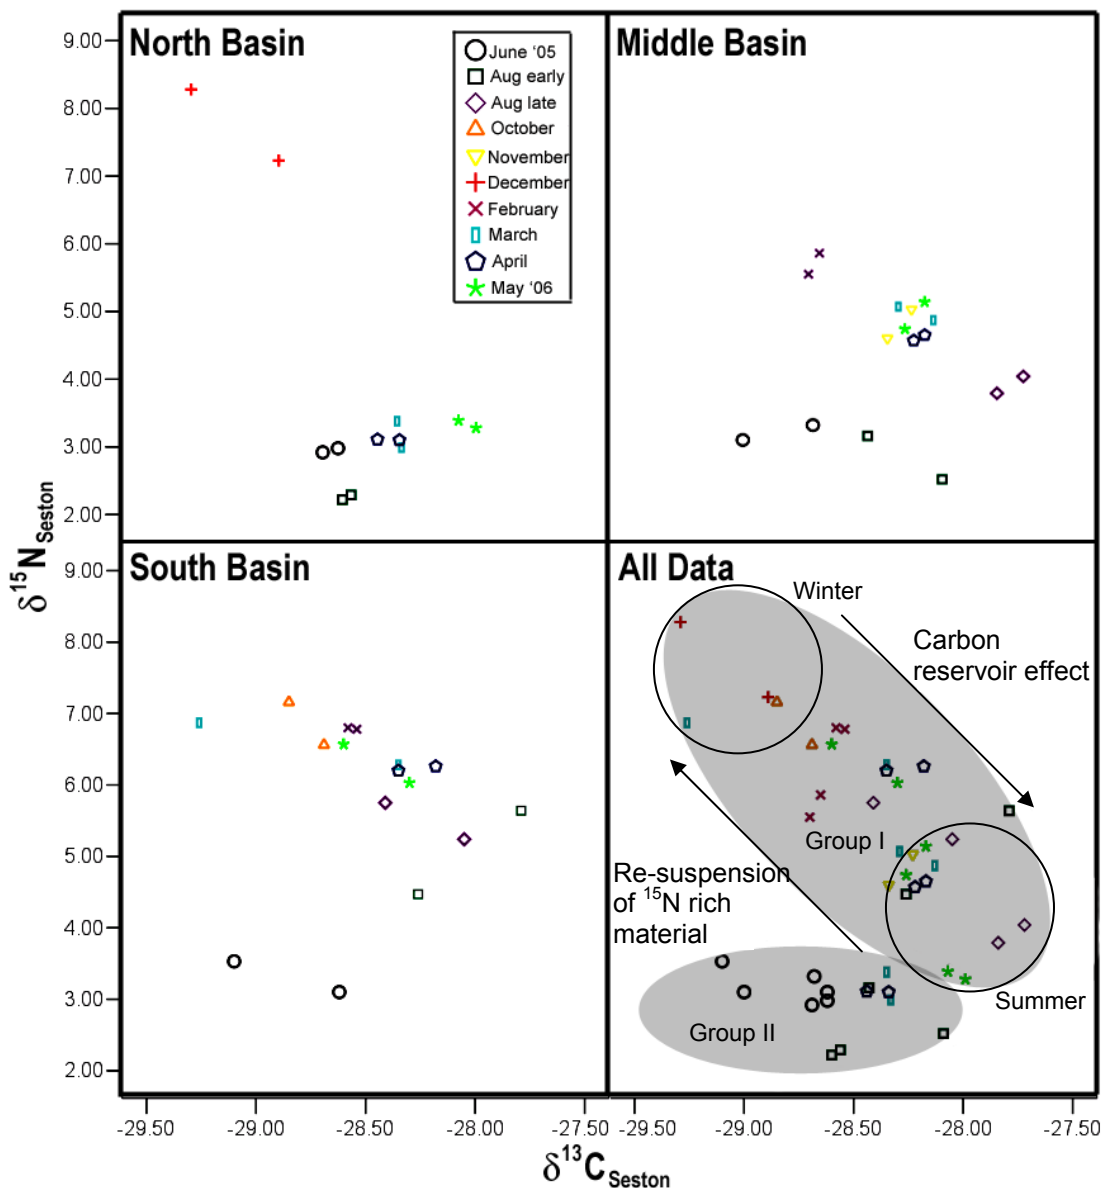 North Basin
Middle Basin
9.00
8.00
7.00
6.00
5.00
4.00
3.00
2.00
June ‘05
Aug early
Aug late
October
November
December
February
March
April
May ‘06
δ15N Seston
South Basin
All Data
9.00
8.00
7.00
6.00
5.00
4.00
3.00
2.00
Winter
Carbon
reservoir effect
Group I
Re-suspension
of 15N rich
material
Summer
Group II
-29.50 -29.00 -28.50 -28.00 -27.50
-29.50 -29.00 -28.50 -28.00 -27.50
δ13C Seston